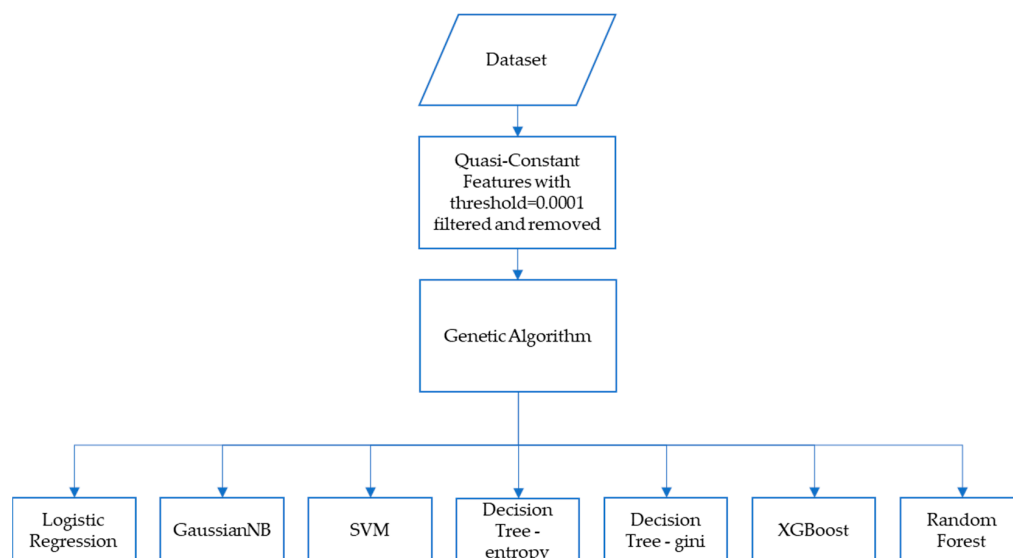 Dataset
Quasi-Constant
Features with
threshold=0.0001
filtered and removed
Genetic Algorithm
Logistic
Regression
GaussianNB
SVM
Decision
Tree -
entropy
Decision
Tree - gini
XGBoost
Random
Forest